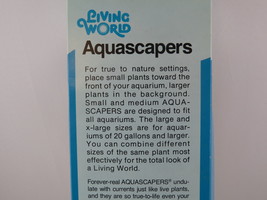 LIVING
WORLD
Aquascapers
For true to nature settings,
place small plants toward the
front of your aquarium, larger
plants in the background.
Small and medium AQUA-
SCAPERS are designed to fit
all aquariums. The large and
x-large sizes are for aquar-
iums of 20 gallons and larger.
You can combine different
sizes of the same plant most
effectively for the total look of
a Living World.
Forever-real AQUASCAPERS® undu-
late with currents just like live plants,
and they are so true-to-life even your